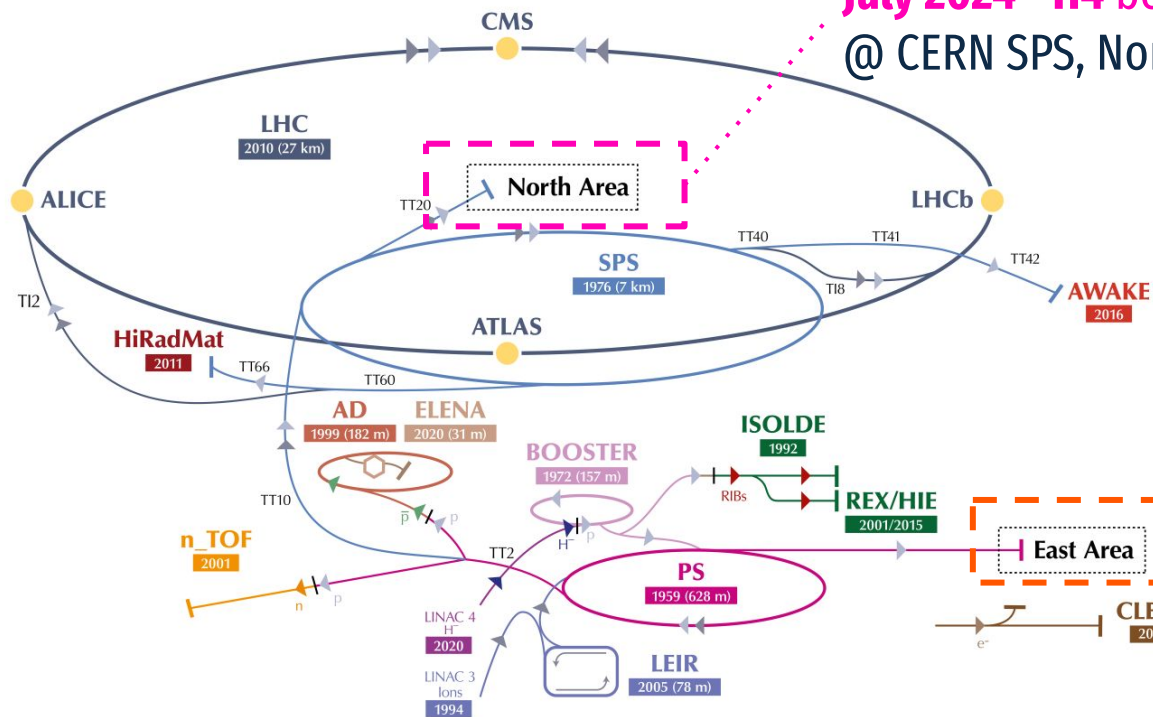 July 2024
@ CERN SPS,
CMS
LHC
2010 (27 km)
North Area
ALICE
LHCb
TT20
TT40
TT41
TT42
SPS
1976 (7 km)
TI2
TI8
AWAKE
2016
ATLAS
HiRadMat
2011
TT66
TT60
AD
1999 (182 m)
ELENA
2020 (31 m)
ISOLDE
1992
BOOSTER
1972 (157 m)
RIBs
REX/HIE
2001/2015
TT10
p̅
p
H⁻
p
East Area
n_TOF
2001
TT2
PS
1959 (628 m)
n
p
LINAC 4
H⁻
2020
e⁻
LEIR
2005 (78 m)
LINAC 3
Ions
1994